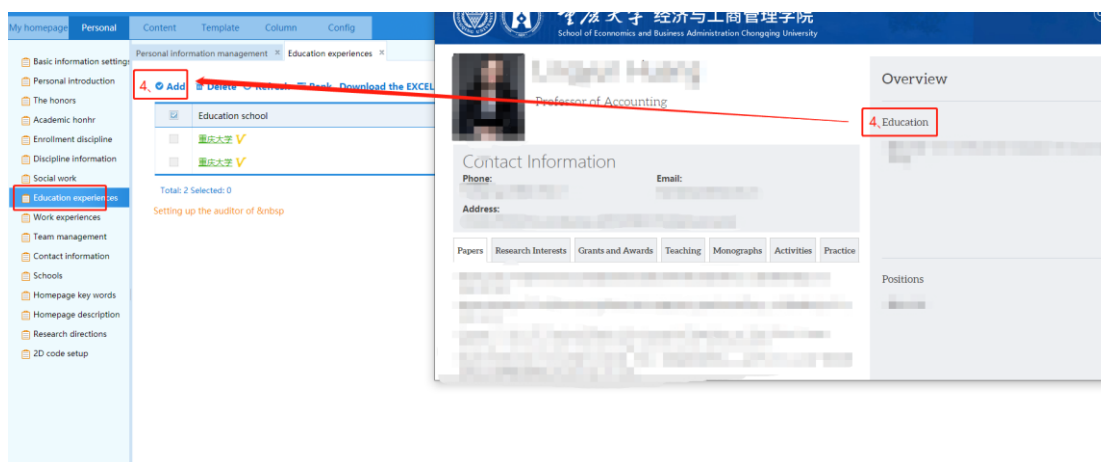 My homepage Personal Content Template Column Config
Personal information management × Education experiences ×
Basic information settings
Personal introduction
The honors
Academic honhr
Enrollment discipline
Discipline information
Social work
Education experiences
Work experiences
Team management
Contact information
Schools
Homepage key words
Homepage description
Research directions
2D code setup
4、 Add Delete Refresh Download the EXCEL
Education school
重庆大学
重庆大学
Total: 2 Selected: 0
Setting up the auditor of &nbsp
经济与工商管理学院
School of Economics and Business Administration Chongqing University
Professor of Accounting
Contact Information
Phone: Email:
Address:
Papers Research Interests Grants and Awards Teaching Monographs Activities Practice
Overview
4、Education
Positions